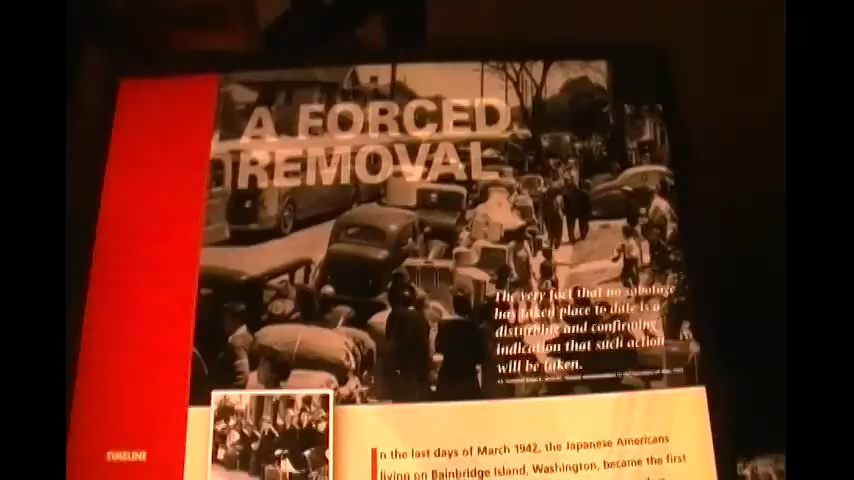 A FORCED
REMOVAL
The very fact that no sabotage
has taken place to date is a
disturbing and confirming
indication that such action
will be taken.
TIMELINE
In the last days of March 1942, the Japanese Americans
living on Bainbridge Island, Washington, became the first